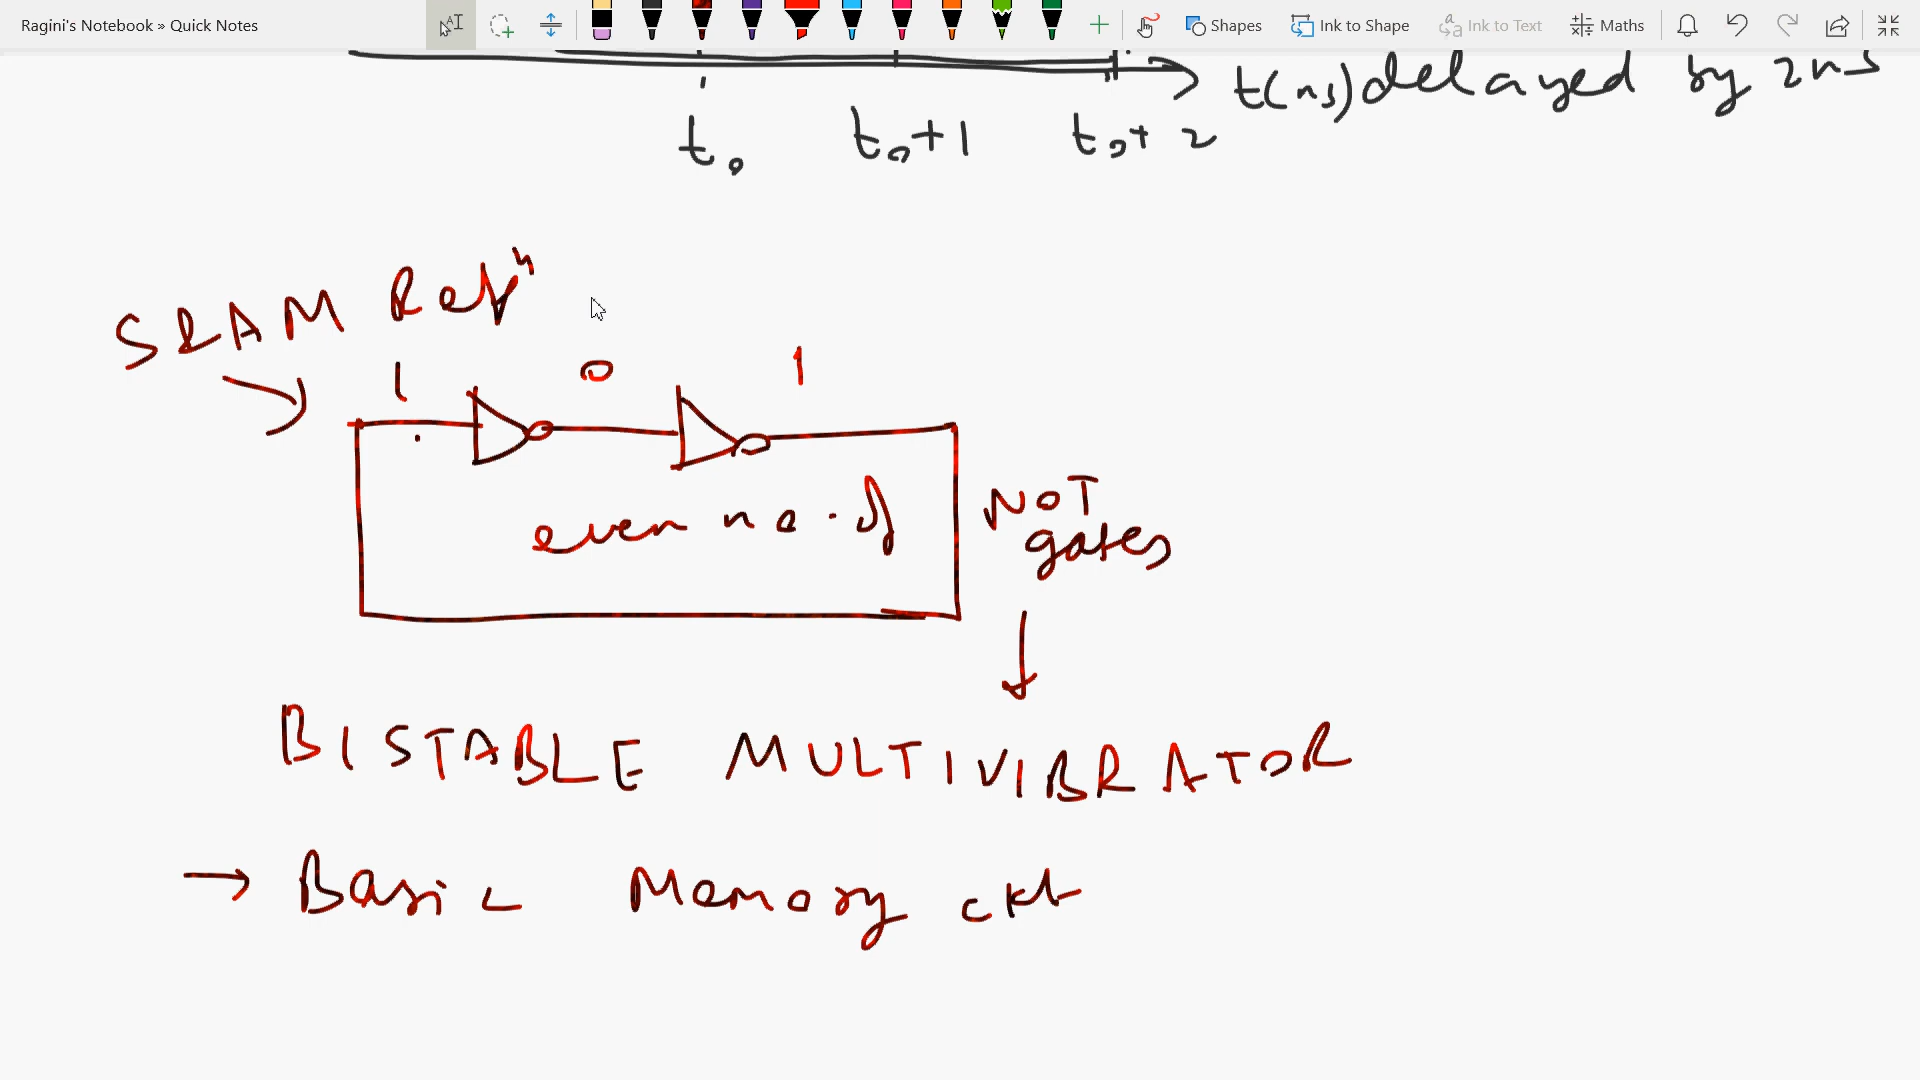 Ragini's Notebook » Quick Notes
Shapes Ink to Shape Ink to Text Maths
t(ns) delayed by 2ns
t₀ t₀+1 t₀+2
SRAM Repⁿ
1 0 1
even no. of NOT gates
BISTABLE MULTIVIBRATOR
→ Basic Memory ckt